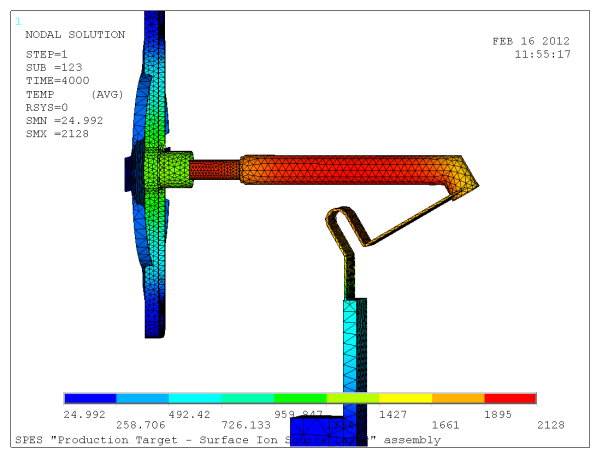 1
NODAL SOLUTION
FEB 16 2012
11:55:17
STEP=1
SUB =123
TIME=4000
TEMP (AVG)
RSYS=0
SMN =24.992
SMX =2128
24.992 492.42 959.847 1427 1895
258.706 726.133 1661 2128
SPES "Production Target - Surface Ion Source assembly